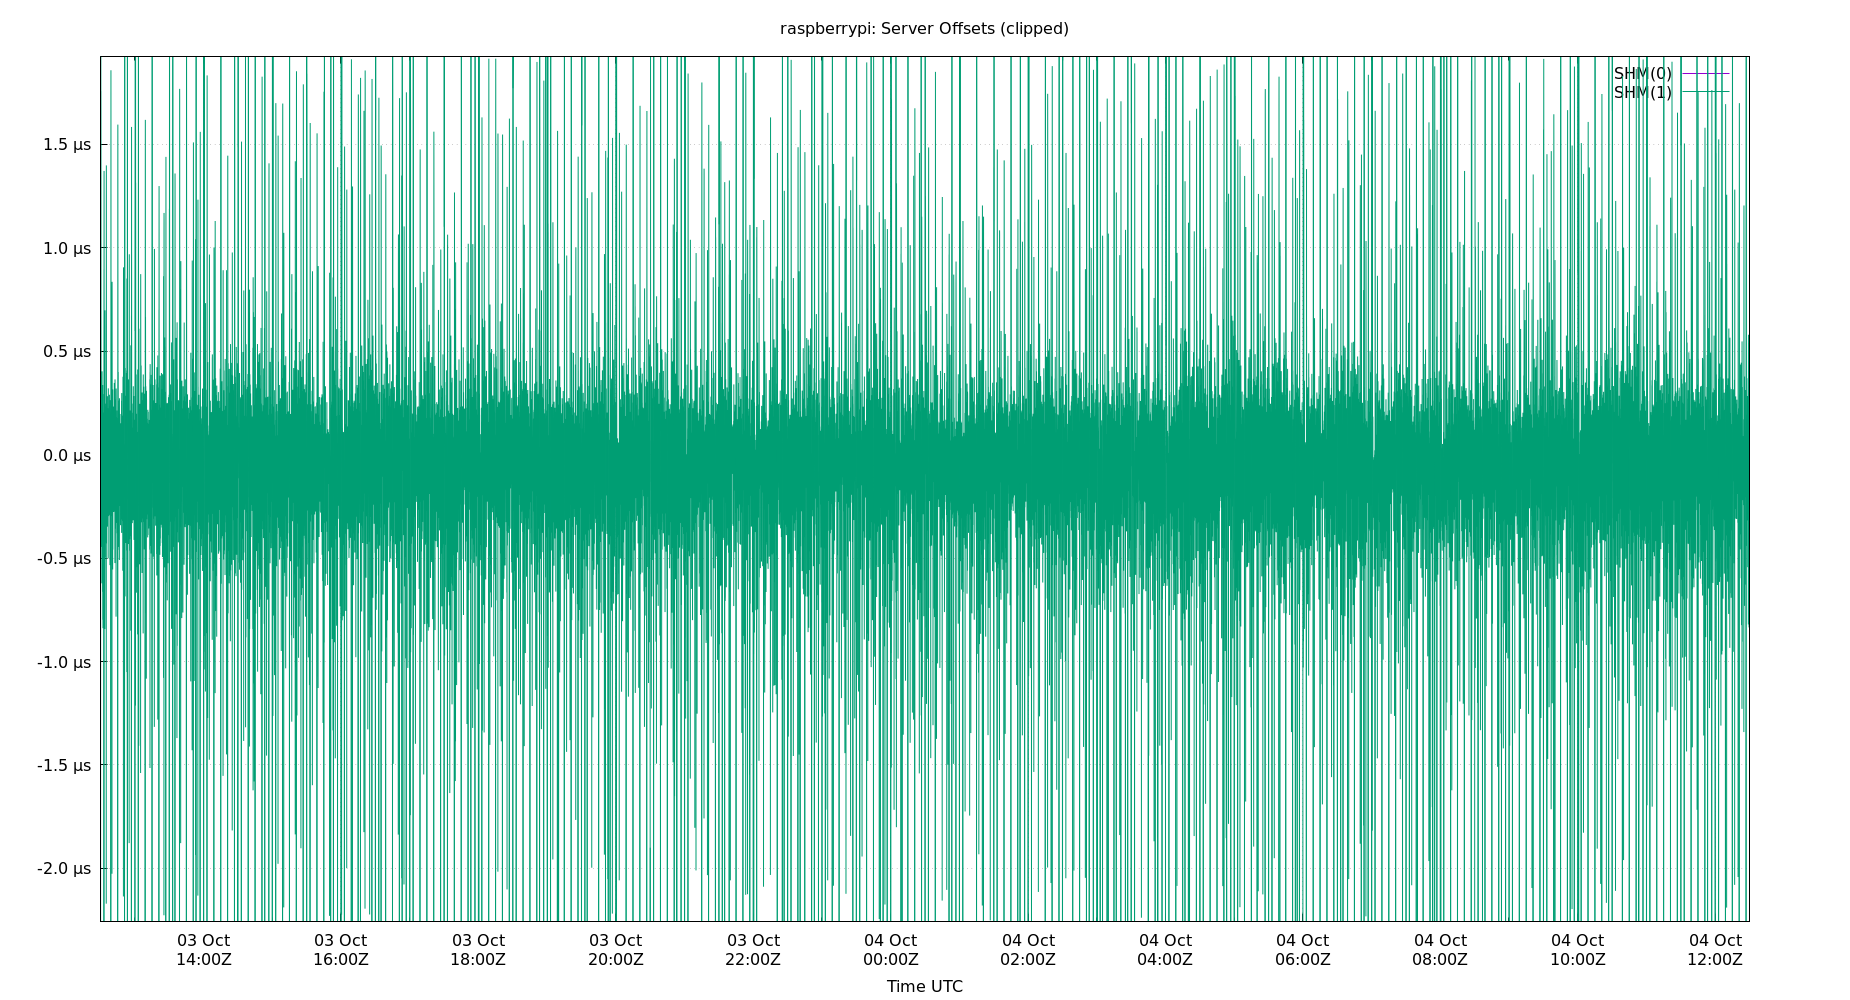 raspberrypi: Server Offsets (clipped)
SHM(0)
SHM(1)
1.5 µs
1.0 µs
0.5 µs
0.0 µs
-0.5 µs
-1.0 µs
-1.5 µs
-2.0 µs
03 Oct 03 Oct 03 Oct 03 Oct 03 Oct 04 Oct 04 Oct 04 Oct 04 Oct 04 Oct 04 Oct 04 Oct
14:00Z 16:00Z 18:00Z 20:00Z 22:00Z 00:00Z 02:00Z 04:00Z 06:00Z 08:00Z 10:00Z 12:00Z
Time UTC